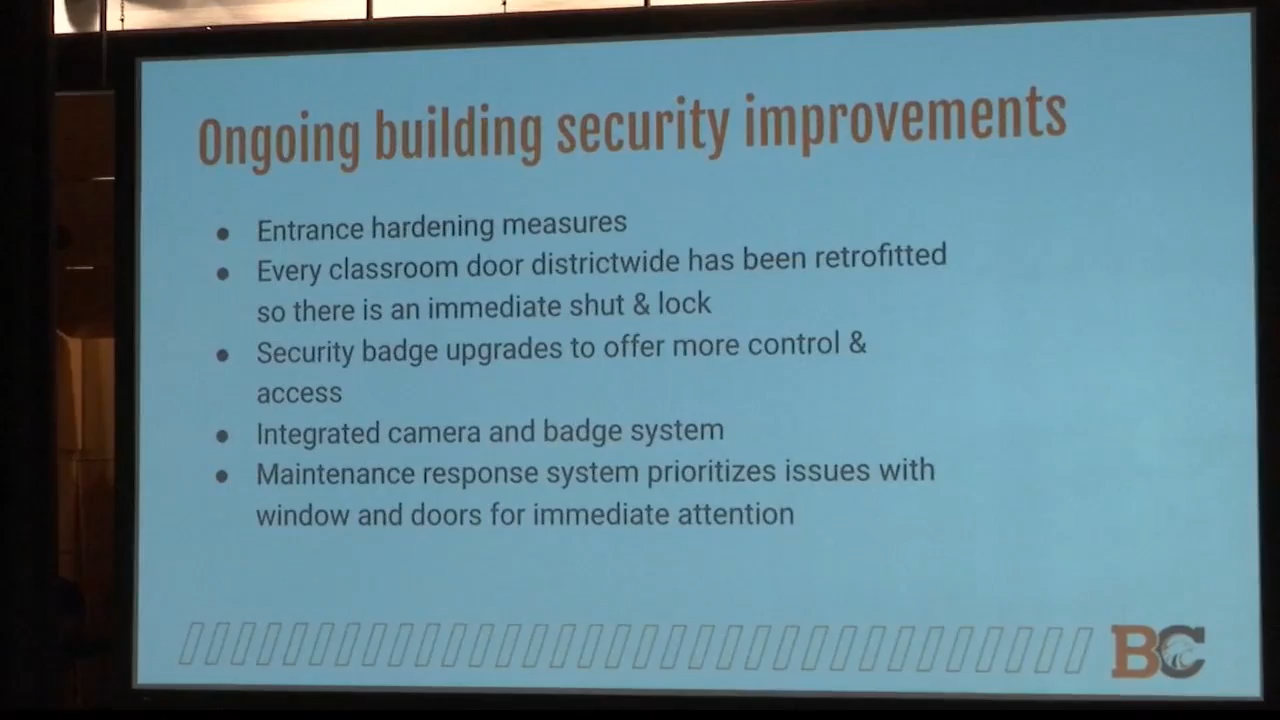 Ongoing building security improvements
● Entrance hardening measures
● Every classroom door districtwide has been retrofitted
so there is an immediate shut & lock
● Security badge upgrades to offer more control &
access
● Integrated camera and badge system
● Maintenance response system prioritizes issues with
window and doors for immediate attention
BC